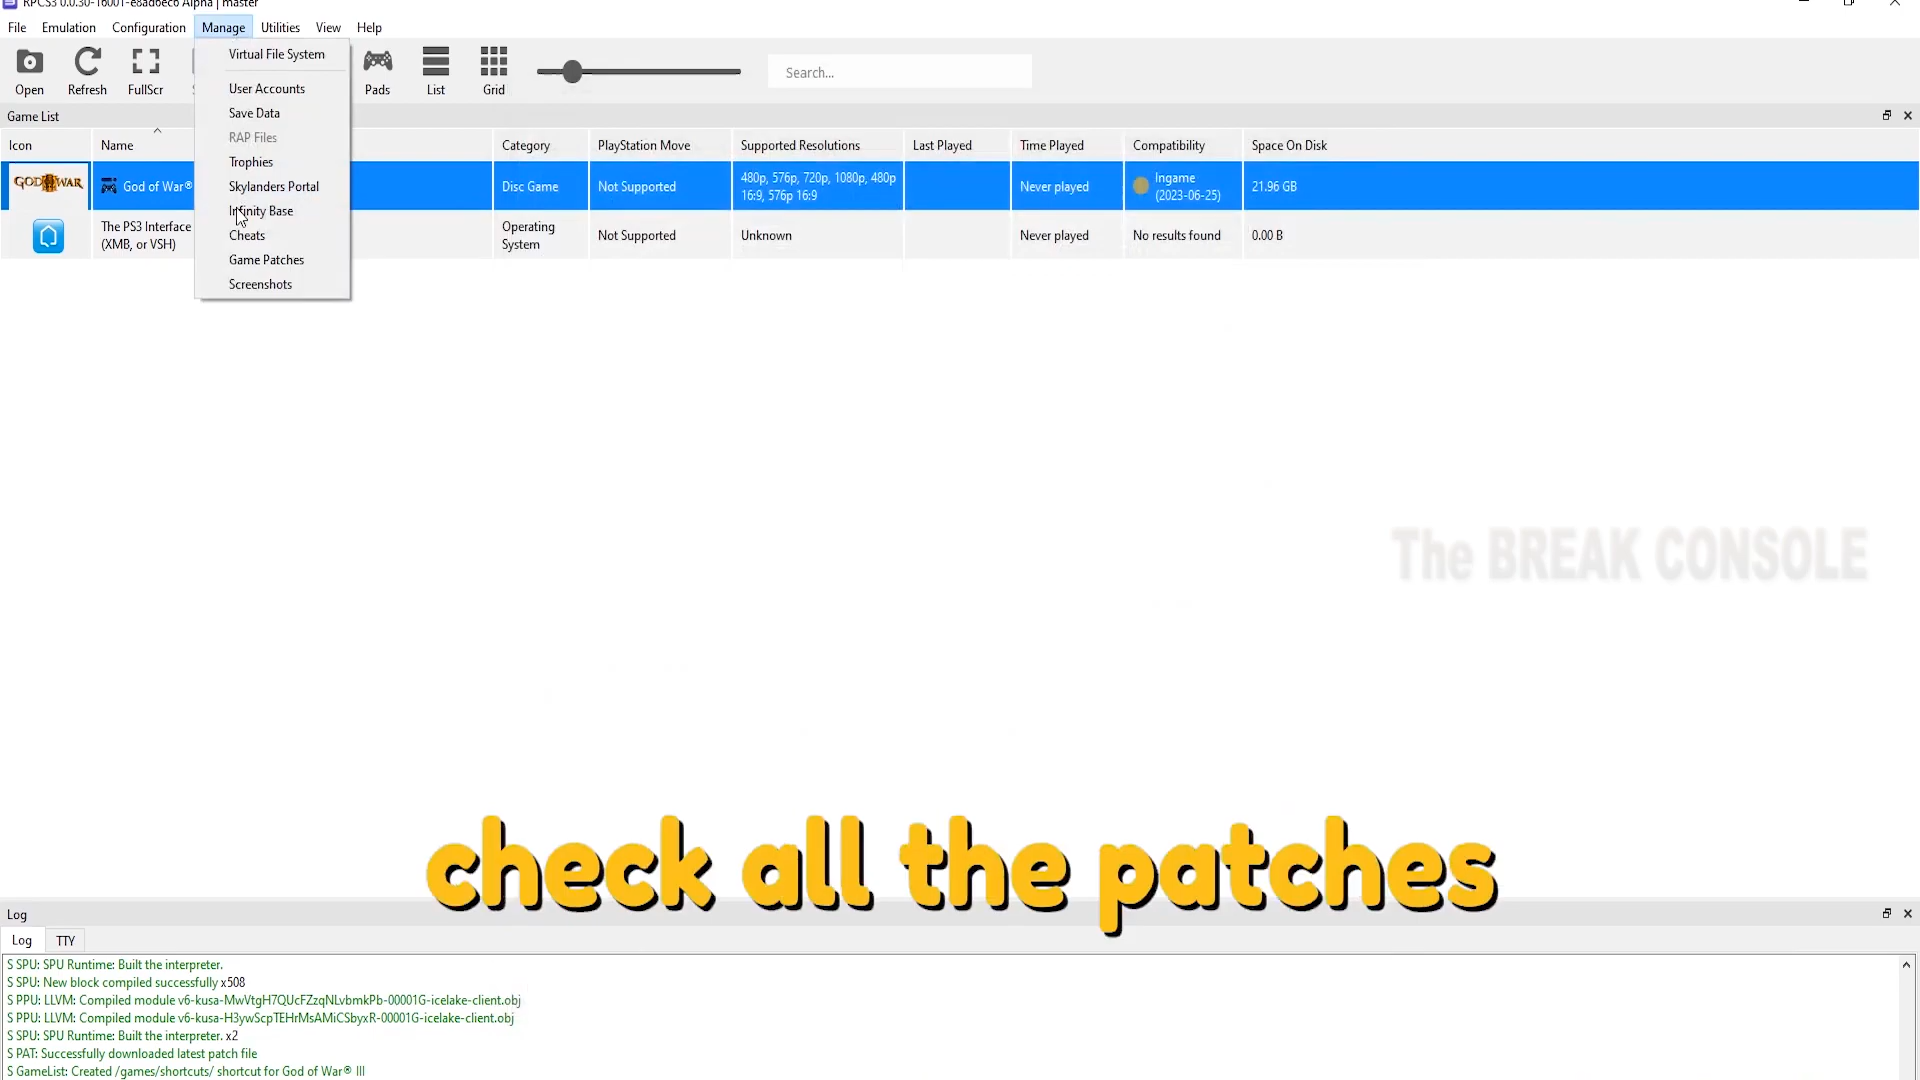 RPCS3 0.0.30-16001-e8ad6ec6 Alpha | master
File Emulation Configuration Manage Utilities View Help
Open Refresh FullScr Pads List Grid Search...
Virtual File System
User Accounts
Save Data
RAP Files
Trophies
Skylanders Portal
Infinity Base
Cheats
Game Patches
Screenshots
Game List
Icon Name Category PlayStation Move Supported Resolutions Last Played Time Played Compatibility Space On Disk
GOD WAR God of War® Disc Game Not Supported 480p, 576p, 720p, 1080p, 480p
16:9, 576p 16:9 Never played Ingame
(2023-06-25) 21.96 GB
The PS3 Interface
(XMB, or VSH) Operating
System Not Supported Unknown Never played No results found 0.00 B
The BREAK CONSOLE
check all the patches
Log
Log TTY
S SPU: SPU Runtime: Built the interpreter.
S SPU: New block compiled successfully x508
S PPU: LLVM: Compiled module v6-kusa-MwVtgH7QUcFZzqNLvbmkPb-00001G-icelake-client.obj
S PPU: LLVM: Compiled module v6-kusa-H3ywScpTEHrMsAMiCSbyxR-00001G-icelake-client.obj
S SPU: SPU Runtime: Built the interpreter. x2
S PAT: Successfully downloaded latest patch file
S GameList: Created /games/shortcuts/ shortcut for God of War® III